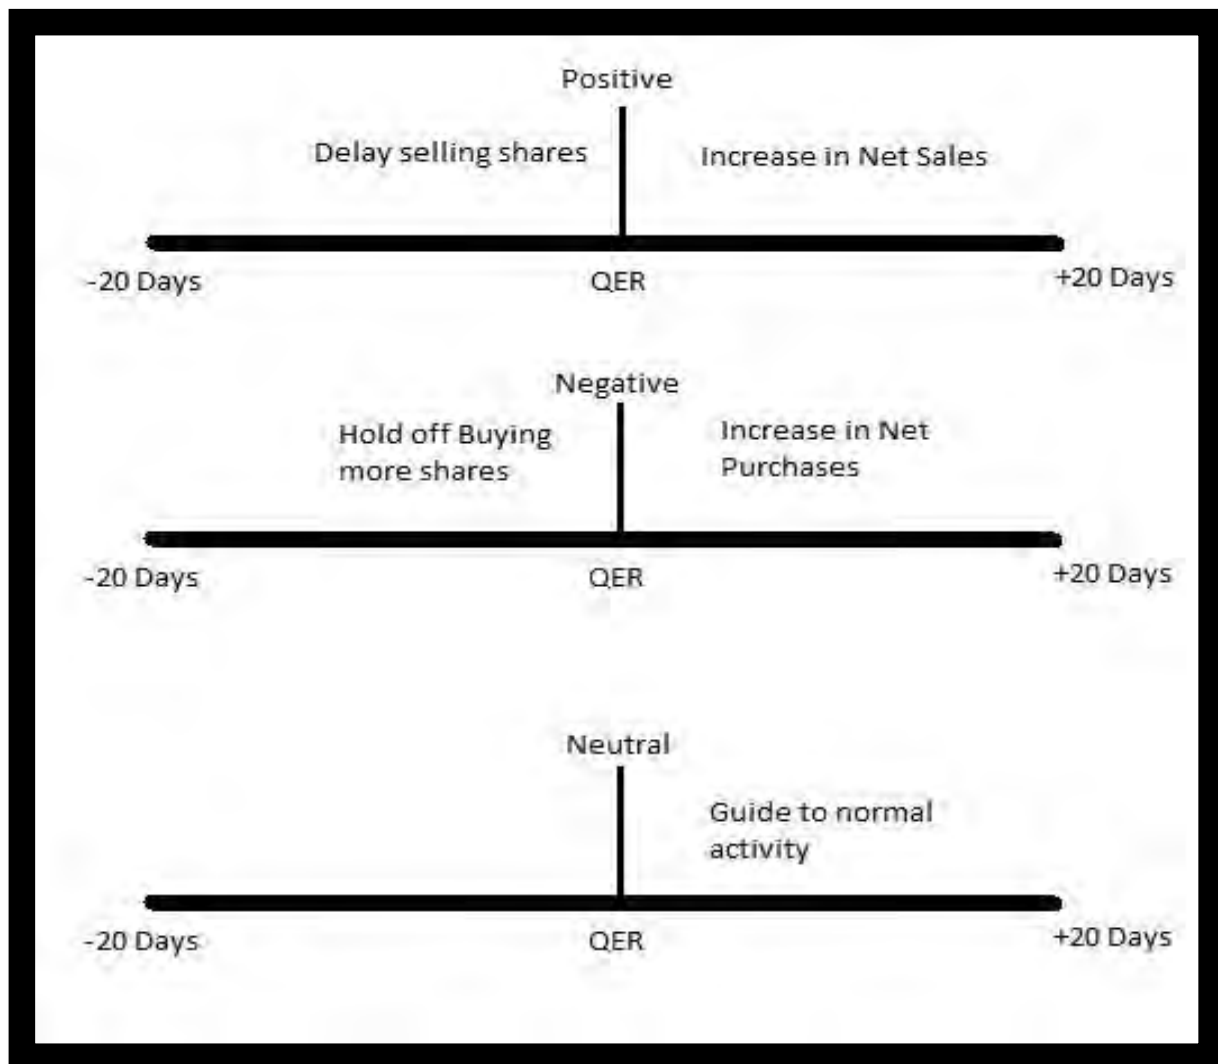 Positive
Delay selling shares
Increase in Net Sales
-20 Days
QER
+20 Days
Negative
Hold off Buying
more shares
Increase in Net
Purchases
-20 Days
QER
+20 Days
Neutral
Guide to normal
activity
-20 Days
QER
+20 Days